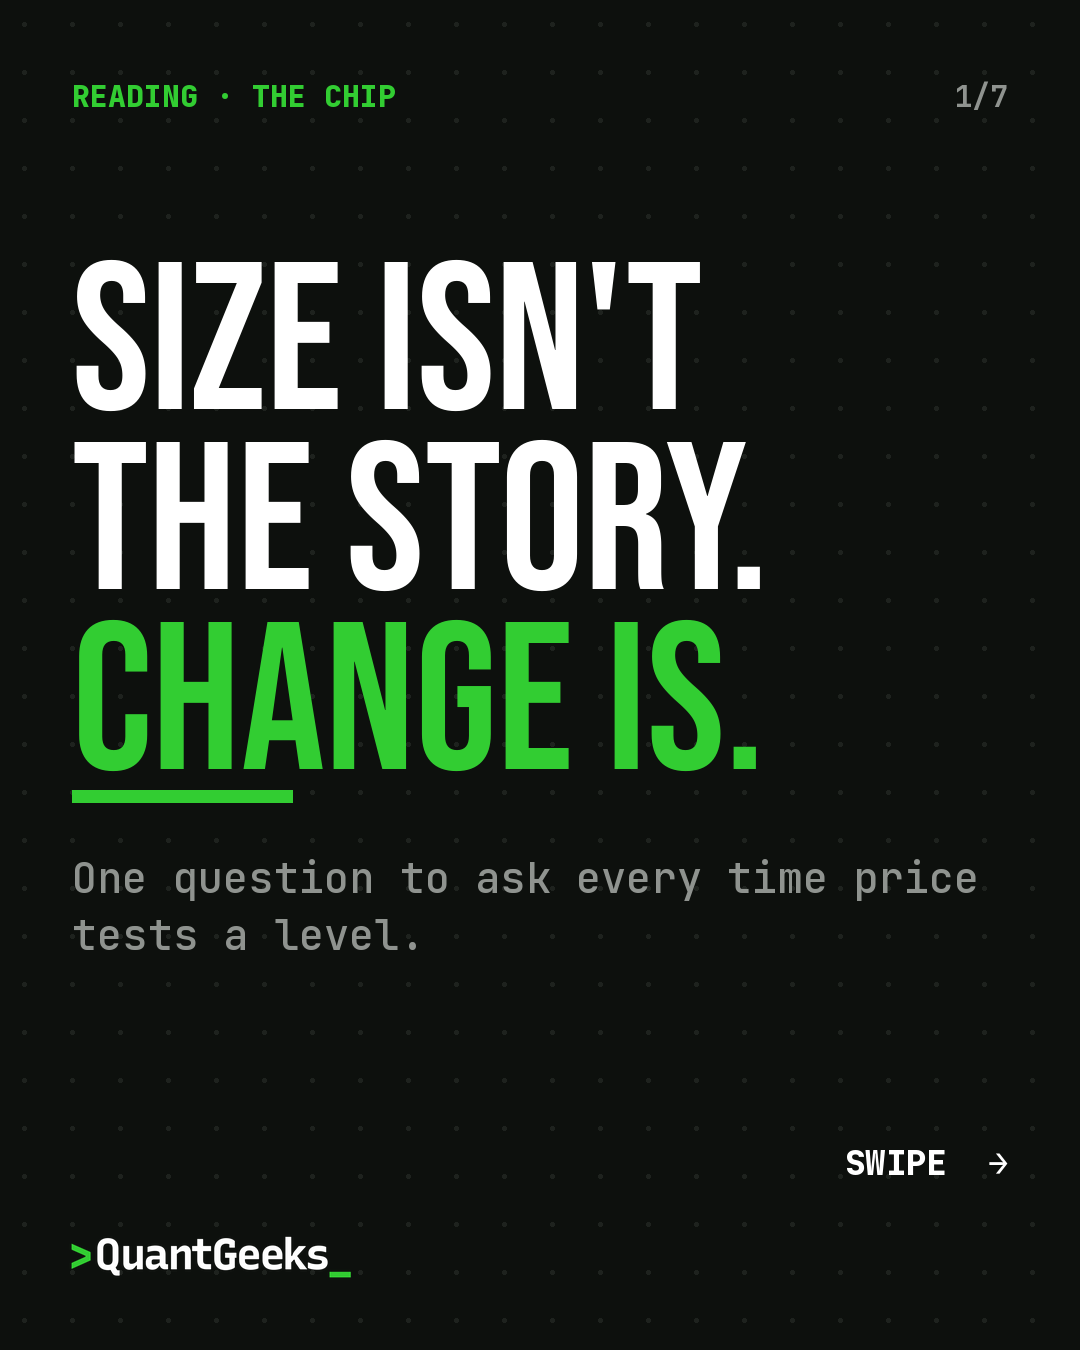 READING · THE CHIP
1/7
SIZE ISN'T
THE STORY.
CHANGE IS.
One question to ask every time price
tests a level.
SWIPE →
>QuantGeeks_